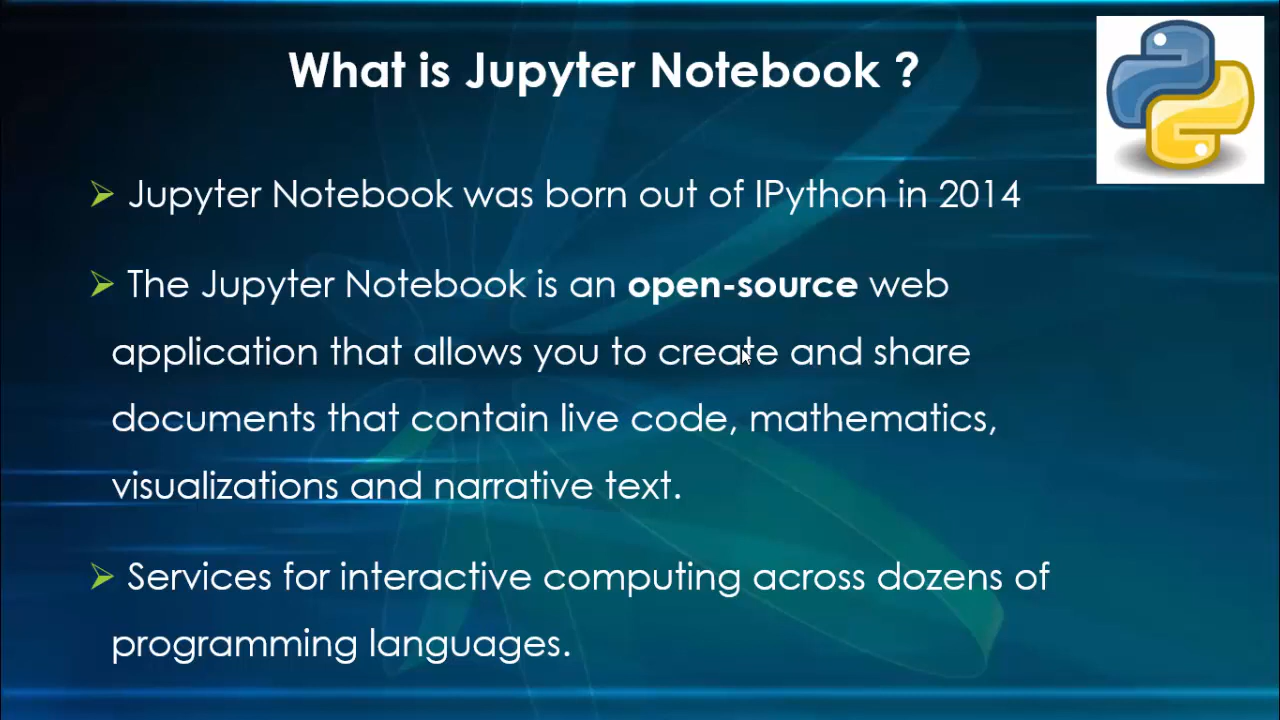 What is Jupyter Notebook ?
➢ Jupyter Notebook was born out of IPython in 2014
➢ The Jupyter Notebook is an open-source web
application that allows you to create and share
documents that contain live code, mathematics,
visualizations and narrative text.
➢ Services for interactive computing across dozens of
programming languages.